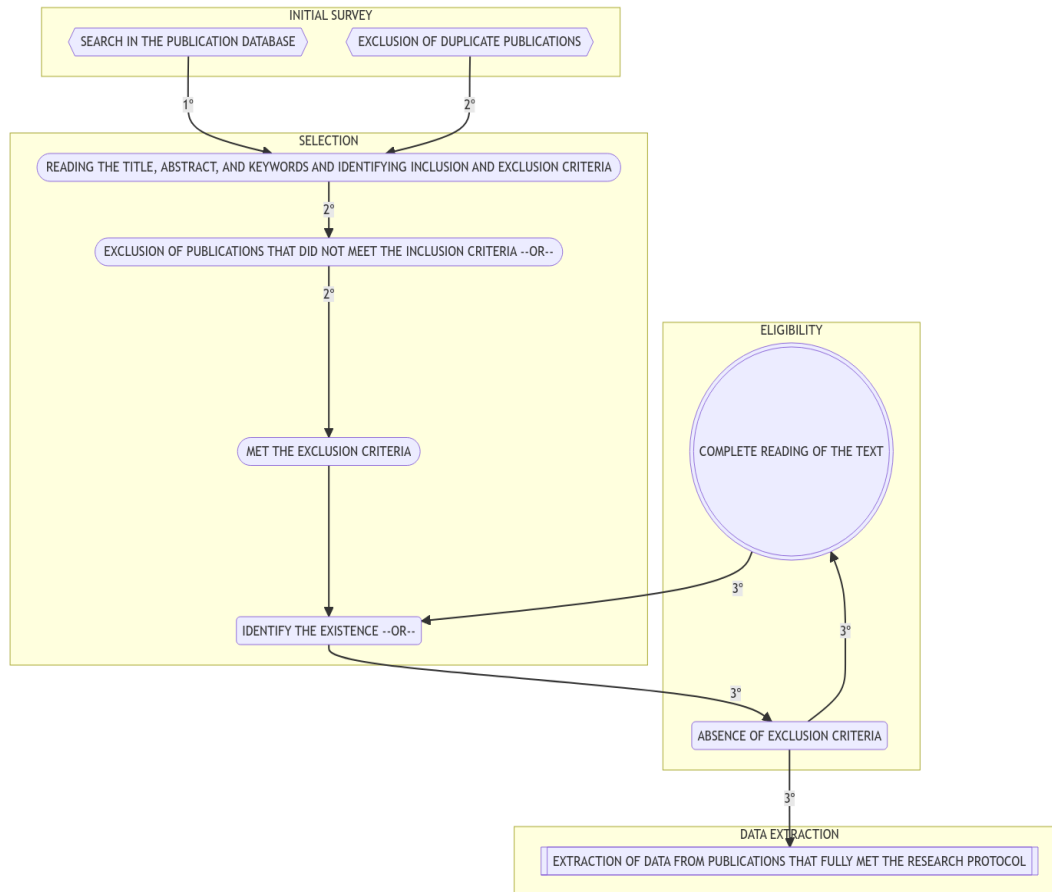 INITIAL SURVEY
SEARCH IN THE PUBLICATION DATABASE
EXCLUSION OF DUPLICATE PUBLICATIONS
1°
2°
SELECTION
READING THE TITLE, ABSTRACT, AND KEYWORDS AND IDENTIFYING INCLUSION AND EXCLUSION CRITERIA
2°
EXCLUSION OF PUBLICATIONS THAT DID NOT MEET THE INCLUSION CRITERIA --OR--
2°
MET THE EXCLUSION CRITERIA
IDENTIFY THE EXISTENCE --OR--
ELIGIBILITY
COMPLETE READING OF THE TEXT
3°
3°
3°
ABSENCE OF EXCLUSION CRITERIA
3°
DATA EXTRACTION
EXTRACTION OF DATA FROM PUBLICATIONS THAT FULLY MET THE RESEARCH PROTOCOL